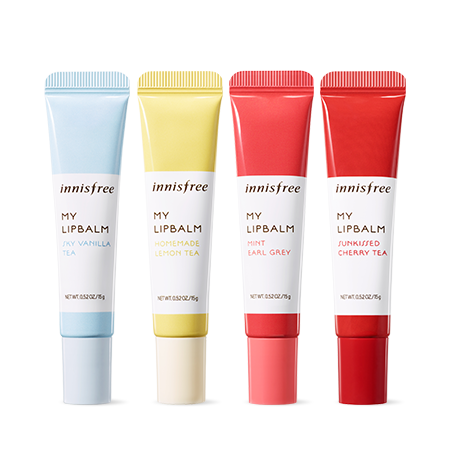 innisfree
MY
LIPBALM
SKY VANILLA
TEA
NET WT. 0.52 OZ./15g
innisfree
MY
LIPBALM
HOMEMADE
LEMON TEA
NET WT. 0.52 OZ./15g
innisfree
MY
LIPBALM
MINT
EARL GREY
NET WT. 0.52 OZ./15g
innisfree
MY
LIPBALM
SUNKISSED
CHERRY TEA
NET WT. 0.52 OZ./15g